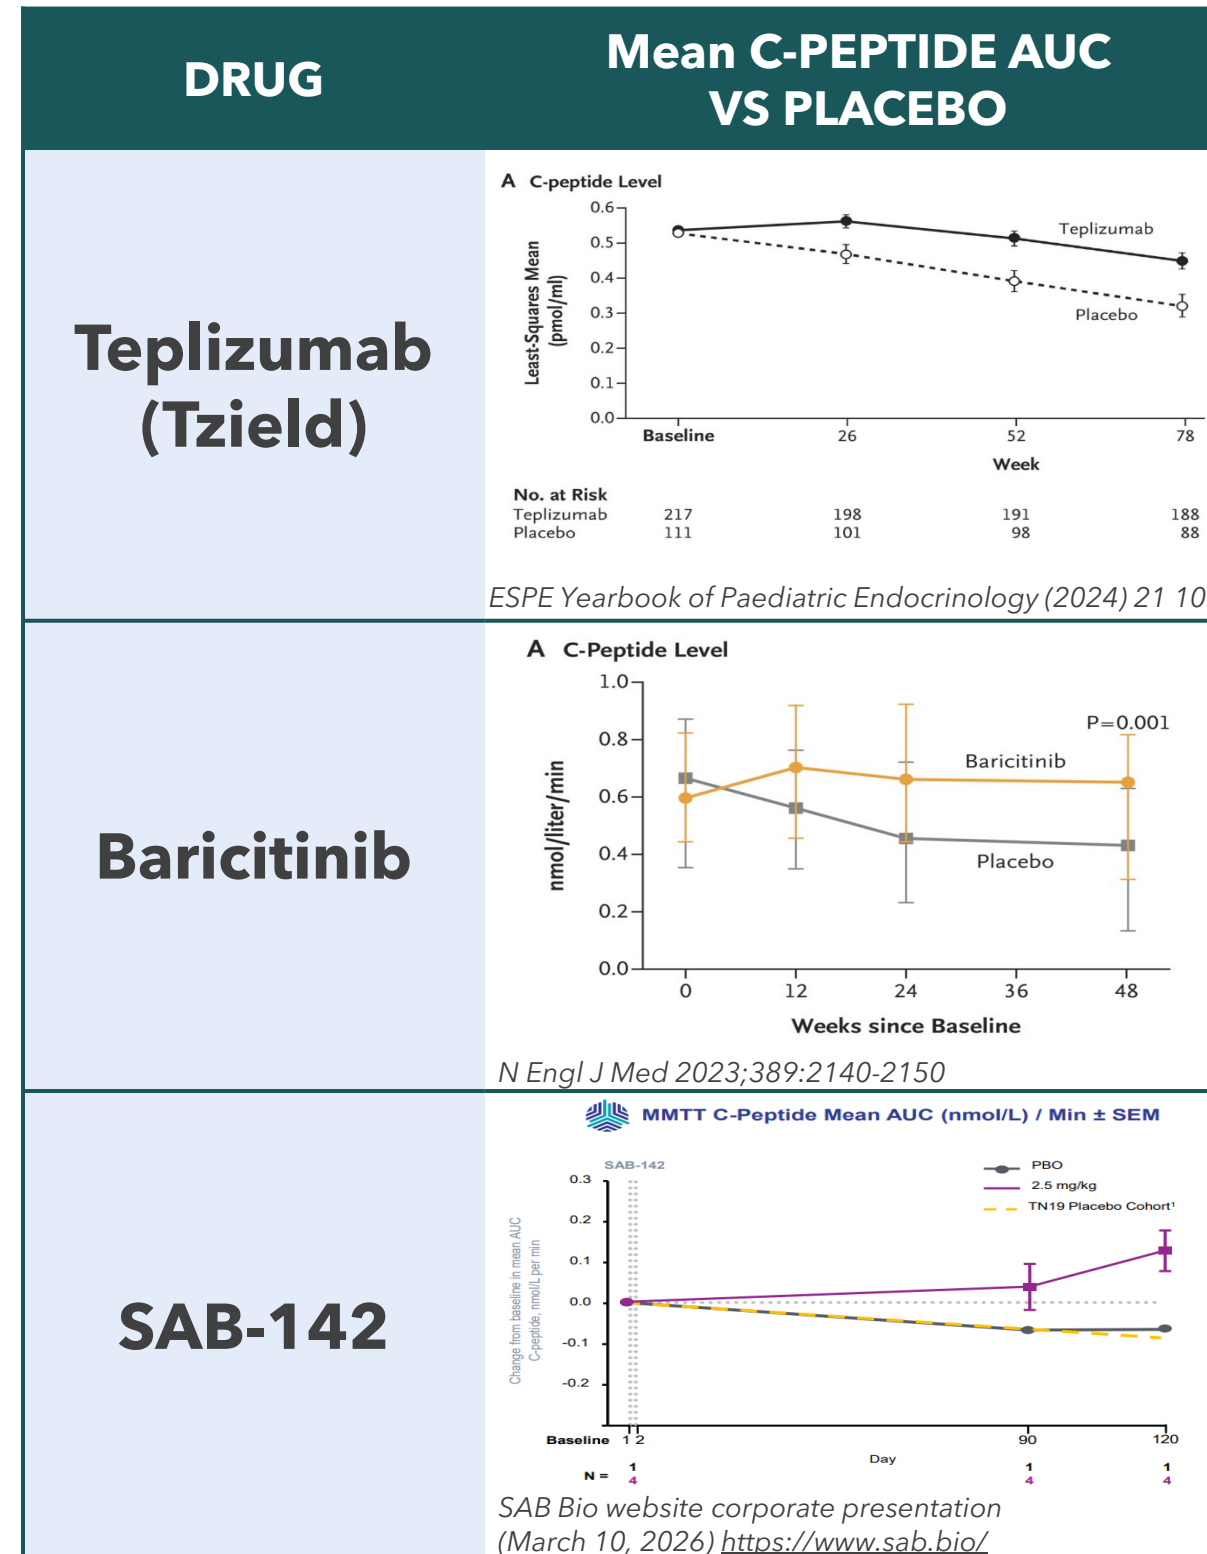 DRUG
Mean C-PEPTIDE AUC
VS PLACEBO
Teplizumab
(Tzield)
A C-peptide Level
Least-Squares Mean
(pmol/ml)
0.6
0.5
0.4
0.3
0.2
0.1
0.0
Teplizumab
Placebo
Baseline 26 52 78
Week
No. at Risk
Teplizumab 217 198 191 188
Placebo 111 101 98 88
ESPE Yearbook of Paediatric Endocrinology (2024) 21 10
Baricitinib
A C-Peptide Level
nmol/liter/min
1.0
0.8
0.6
0.4
0.2
0.0
P=0.001
Baricitinib
Placebo
0 12 24 36 48
Weeks since Baseline
N Engl J Med 2023;389:2140-2150
SAB-142
MMTT C-Peptide Mean AUC (nmol/L) / Min ± SEM
SAB-142
PBO
2.5 mg/kg
TN19 Placebo Cohort¹
Change from baseline in mean AUC
C-peptide, nmol/L per min
0.3
0.2
0.1
0.0
-0.1
-0.2
Baseline 1 2 90 120
Day
N = 1 1 1
4 4 4
SAB Bio website corporate presentation
(March 10, 2026) https://www.sab.bio/